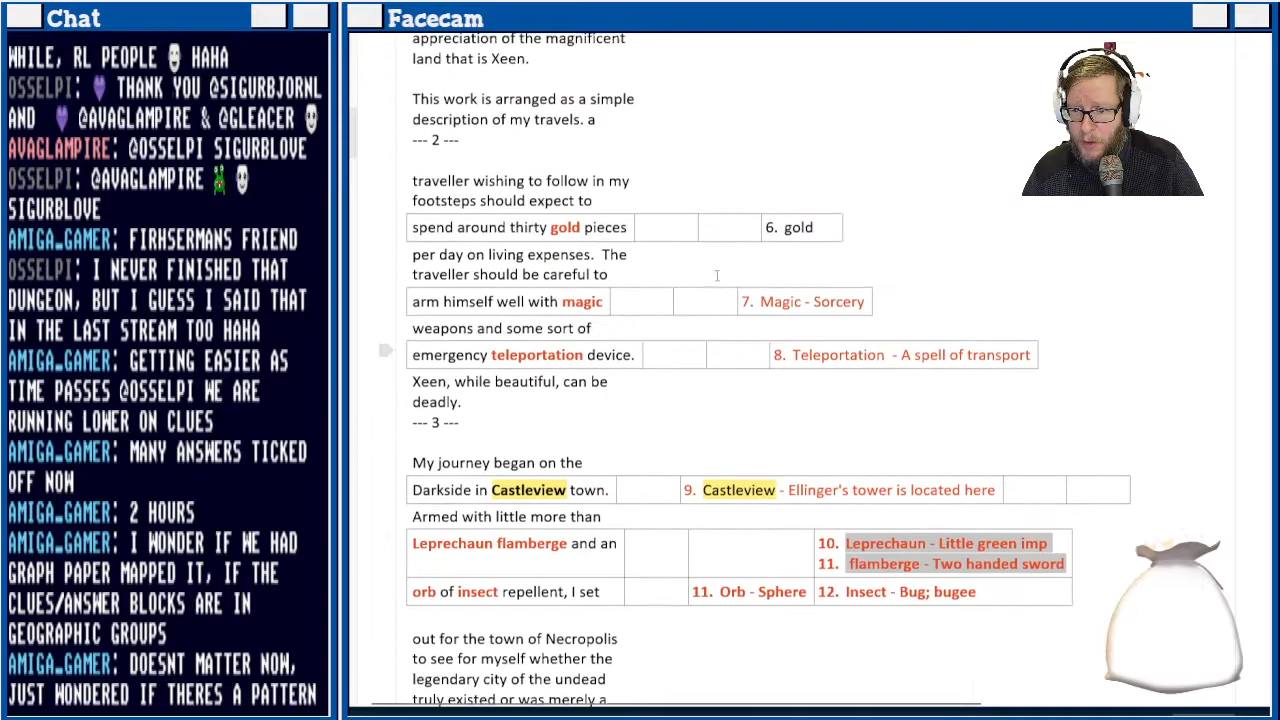 Chat
WHILE, RL PEOPLE HAHA
OSSELPI: THANK YOU @SIGURBJORNL
AND @AVAGLAMPIRE & @GLEACER
AVAGLAMPIRE: @OSSELPI SIGURBLOVE
OSSELPI: @AVAGLAMPIRE
SIGURBLOVE
AMIGA_GAMER: FIRHSERMANS FRIEND
OSSELPI: I NEVER FINISHED THAT
DUNGEON, BUT I GUESS I SAID THAT
IN THE LAST STREAM TOO HAHA
AMIGA_GAMER: GETTING EASIER AS
TIME PASSES @OSSELPI WE ARE
RUNNING LOWER ON CLUES
AMIGA_GAMER: MANY ANSWERS TICKED
OFF NOW
AMIGA_GAMER: 2 HOURS
AMIGA_GAMER: I WONDER IF WE HAD
GRAPH PAPER MAPPED IT, IF THE
CLUES/ANSWER BLOCKS ARE IN
GEOGRAPHIC GROUPS
AMIGA_GAMER: DOESNT MATTER NOW,
JUST WONDERED IF THERES A PATTERN
Facecam
appreciation of the magnificent
land that is Xeen.
This work is arranged as a simple
description of my travels. a
--- 2 ---
traveller wishing to follow in my
footsteps should expect to
spend around thirty gold pieces 6. gold
per day on living expenses. The
traveller should be careful to
arm himself well with magic 7. Magic - Sorcery
weapons and some sort of
emergency teleportation device. 8. Teleportation - A spell of transport
Xeen, while beautiful, can be
deadly.
--- 3 ---
My journey began on the
Darkside in Castleview town. 9. Castleview - Ellinger's tower is located here
Armed with little more than
Leprechaun flamberge and an 10. Leprechaun - Little green imp
11. flamberge - Two handed sword
orb of insect repellent, I set 11. Orb - Sphere 12. Insect - Bug; bugee
out for the town of Necropolis
to see for myself whether the
legendary city of the undead
truly existed or was merely a